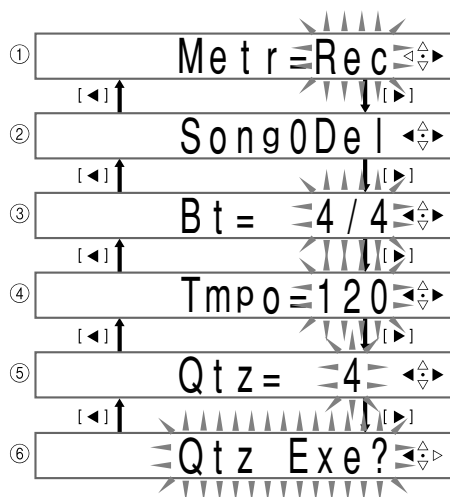 ① Metr=Rec
[◀] [▶]
② Song0Del
[◀] [▶]
③ Bt= 4/4
[◀] [▶]
④ Tmpo=120
[◀] [▶]
⑤ Qtz= 4
[◀] [▶]
⑥ Qtz Exe?